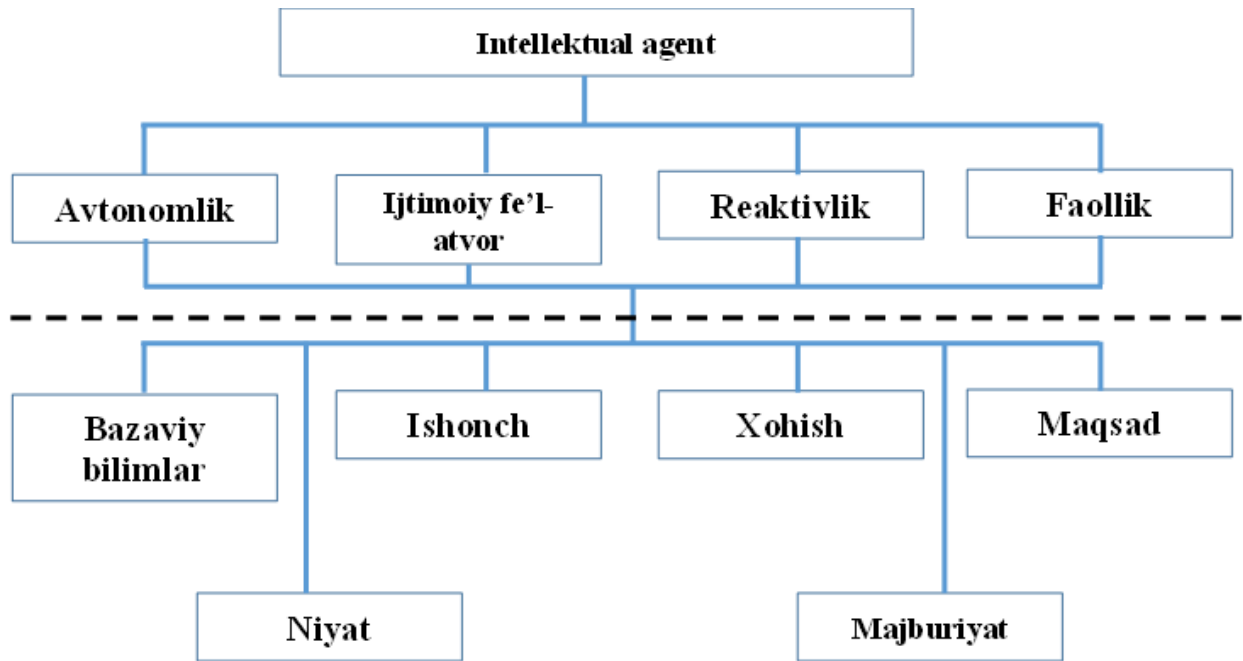 Intellektual agent
Avtonomlik
Ijtimoiy fe’l-
atvor
Reaktivlik
Faollik
Bazaviy
bilimlar
Ishonch
Xohish
Maqsad
Niyat
Majburiyat